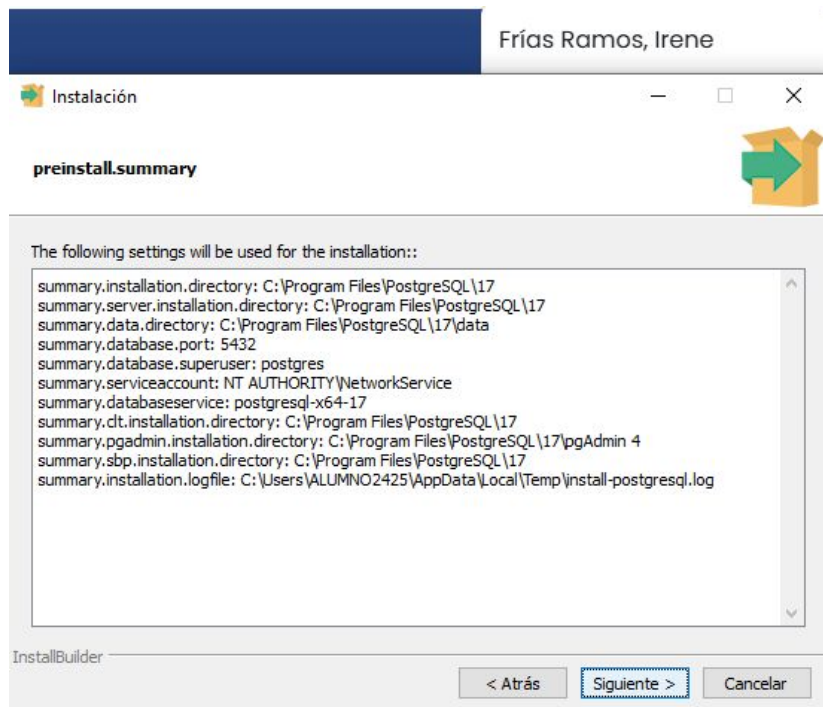 Frías Ramos, Irene
Instalación
preinstall.summary
The following settings will be used for the installation::
summary.installation.directory: C:\Program Files\PostgreSQL\17
summary.server.installation.directory: C:\Program Files\PostgreSQL\17
summary.data.directory: C:\Program Files\PostgreSQL\17\data
summary.database.port: 5432
summary.database.superuser: postgres
summary.serviceaccount: NT AUTHORITY\NetworkService
summary.databaseservice: postgresql-x64-17
summary.clt.installation.directory: C:\Program Files\PostgreSQL\17
summary.pgadmin.installation.directory: C:\Program Files\PostgreSQL\17\pgAdmin 4
summary.sbp.installation.directory: C:\Program Files\PostgreSQL\17
summary.installation.logfile: C:\Users\ALUMNO2425\AppData\Local\Temp\install-postgresql.log
InstallBuilder
< Atrás Siguiente > Cancelar